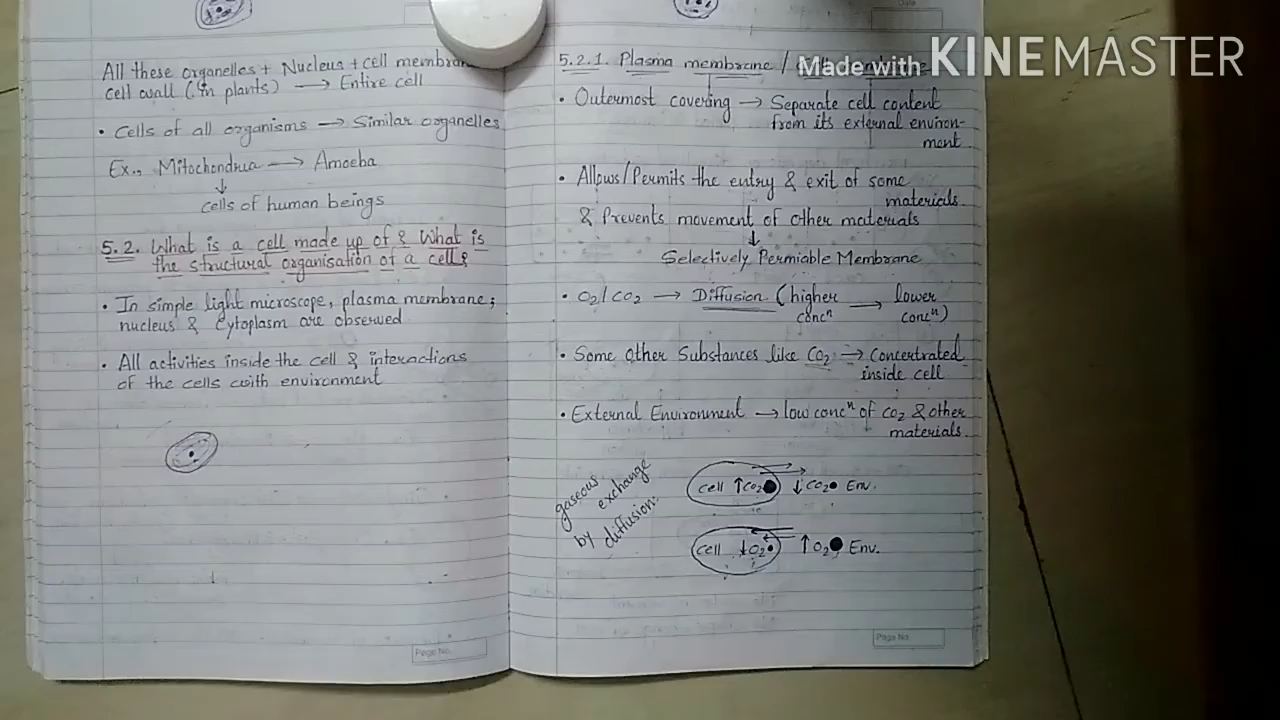 All these organelles + Nucleus + cell membrane
cell wall (in plants) → Entire cell
• Cells of all organisms → Similar organelles
Ex., Mitochondria → Amoeba
↓
cells of human beings
5.2. What is a cell made up of? What is
the structural organisation of a cell?
• In simple light microscope, plasma membrane,
nucleus & Cytoplasm are observed
• All activities inside the cell & interactions
of the cells with environment
Page No.
Date
5.2.1. Plasma membrane /
Made with KINEMASTER
• Outermost covering → Separate cell content
from its external environ-
ment
• Allows/Permits the entry & exit of some
materials
& Prevents movement of other materials
↓
Selectively Permiable Membrane
• O2/CO2 → Diffusion (higher → lower
concⁿ concⁿ)
• Some other Substances like CO2 → Concertrated
inside cell
• External Environment → low concⁿ of CO2 & other
materials.
gaseous
exchange
by diffusion:
cell ↑CO2 ↓CO2 Env.
cell ↓O2 ↑O2 Env.
Page No.